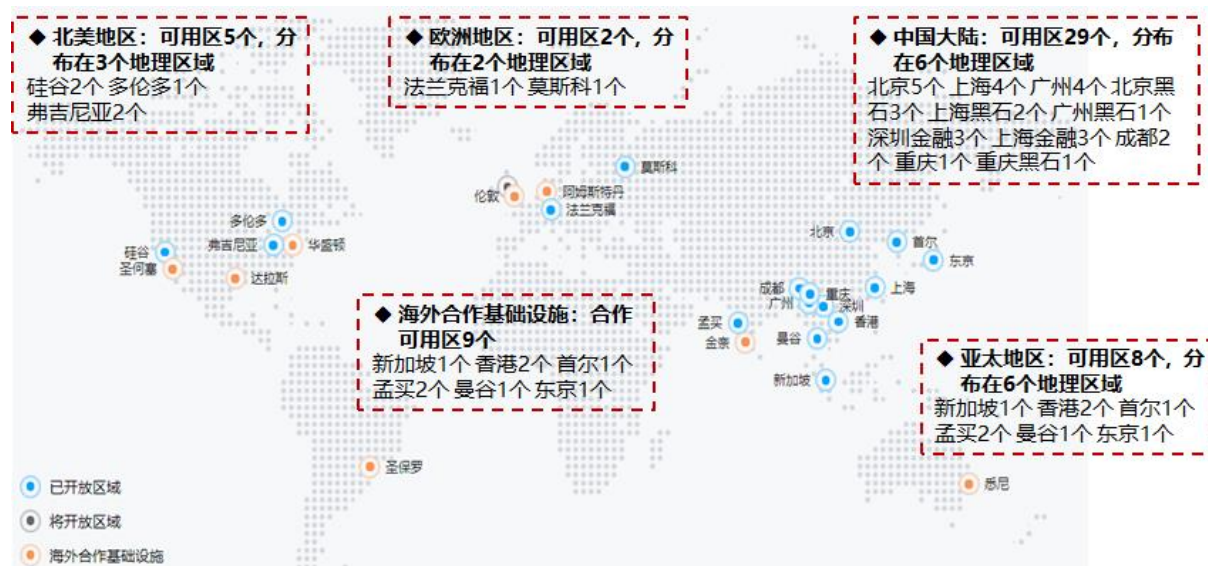 ◆ 北美地区：可用区5个，分
布在3个地理区域
硅谷2个 多伦多1个
弗吉尼亚2个
◆ 欧洲地区：可用区2个，分
布在2个地理区域
法兰克福1个 莫斯科1个
◆ 中国大陆：可用区29个，分布
在6个地理区域
北京5个 上海4个 广州4个 北京黑
石3个 上海黑石2个 广州黑石1个
深圳金融3个 上海金融3个 成都2
个 重庆1个 重庆黑石1个
莫斯科
伦敦
阿姆斯特丹
法兰克福
多伦多
弗吉尼亚
华盛顿
硅谷
圣何塞
达拉斯
北京
首尔
东京
成都
重庆
上海
广州
深圳
香港
孟买
金奈
曼谷
新加坡
◆ 海外合作基础设施：合作
可用区9个
新加坡1个 香港2个 首尔1个
孟买2个 曼谷1个 东京1个
◆ 亚太地区：可用区8个，分
布在6个地理区域
新加坡1个 香港2个 首尔1个
孟买2个 曼谷1个 东京1个
圣保罗
悉尼
已开放区域
将开放区域
海外合作基础设施